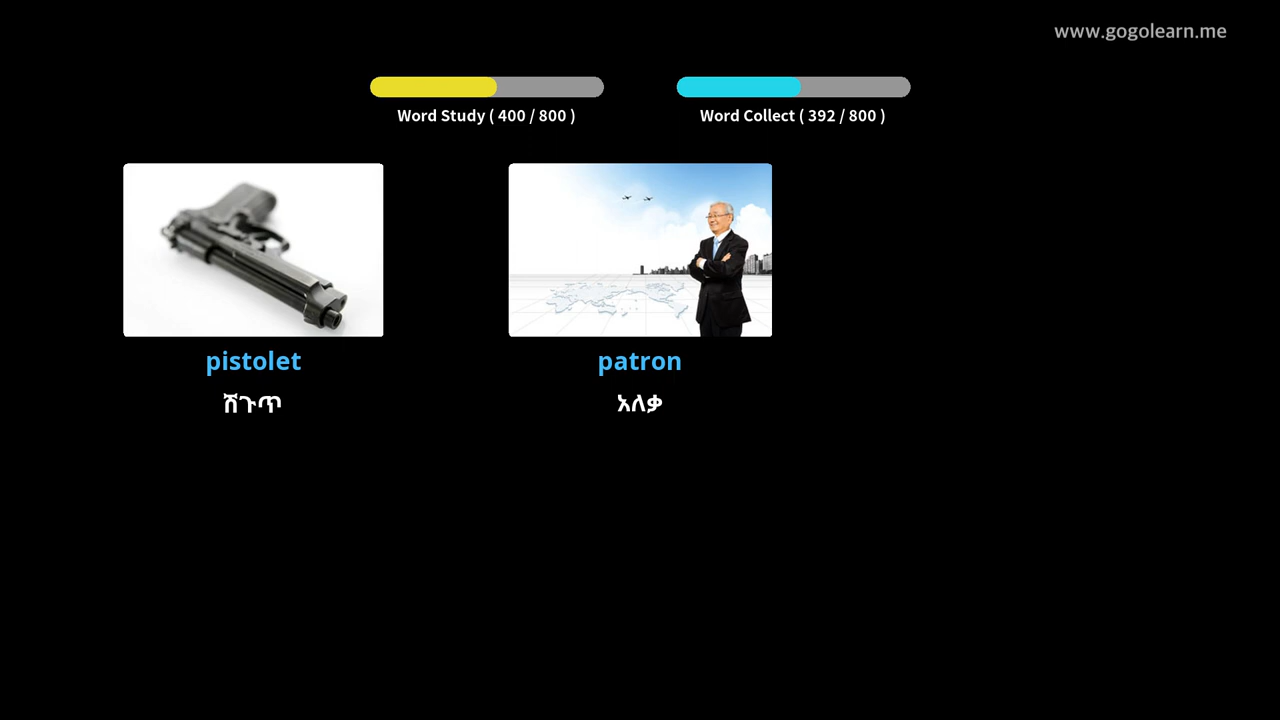 www.gogolearn.me
Word Study ( 400 / 800 )
Word Collect ( 392 / 800 )
pistolet
ሽጉጥ
patron
አለቃ